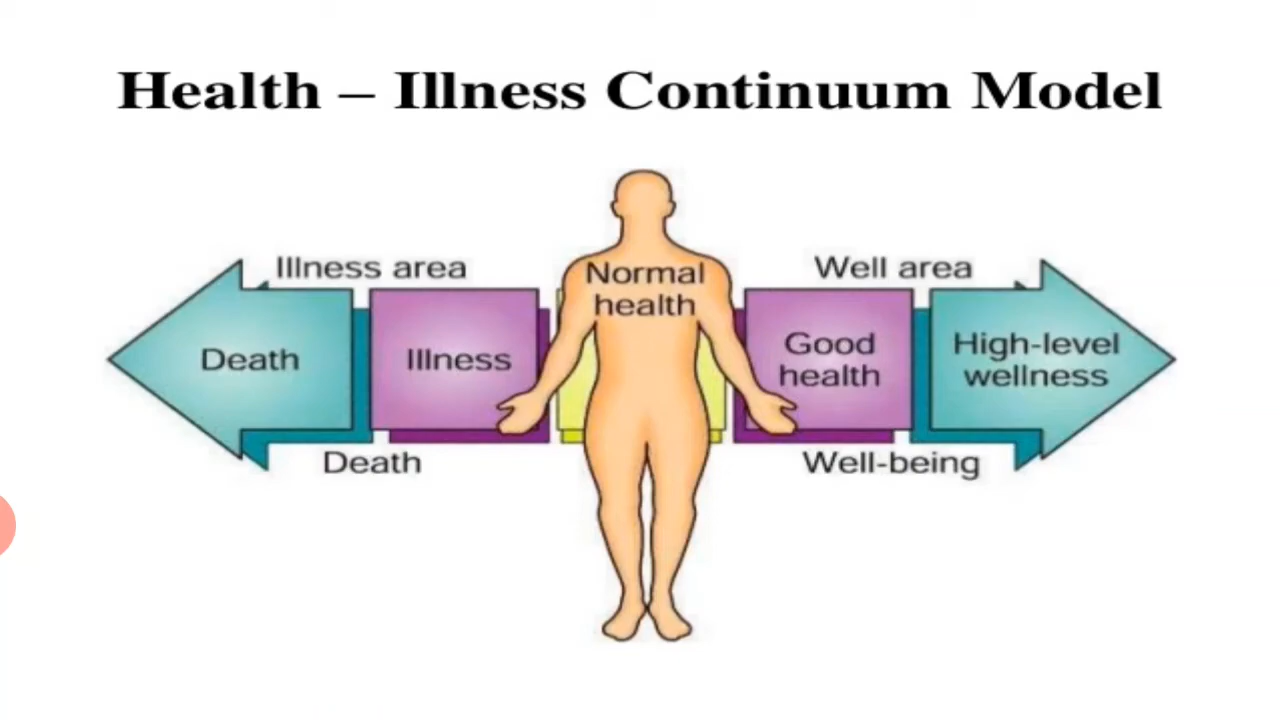 Health – Illness Continuum Model
Illness area
Well area
Normal
health
Death
Illness
Good
health
High-level
wellness
Death
Well-being